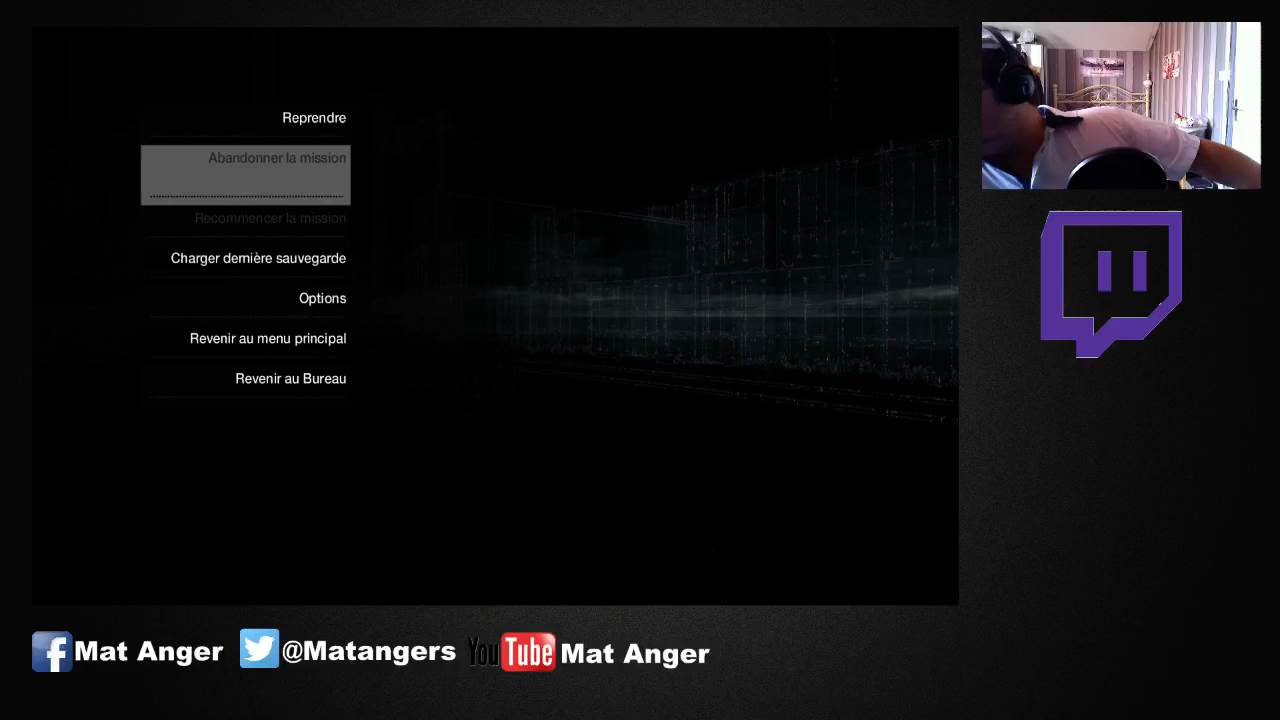 Reprendre
Abandonner la mission
Recommencer la mission
Charger dernière sauvegarde
Options
Revenir au menu principal
Revenir au Bureau
f Mat Anger @Matangers YouTube Mat Anger